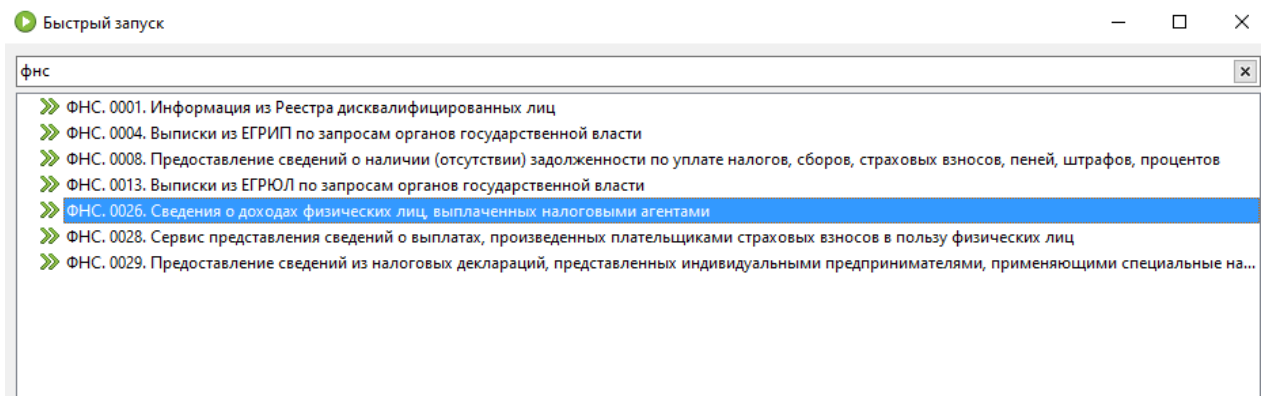 Быстрый запуск
фнс
ФНС. 0001. Информация из Реестра дисквалифицированных лиц
ФНС. 0004. Выписки из ЕГРИП по запросам органов государственной власти
ФНС. 0008. Предоставление сведений о наличии (отсутствии) задолженности по уплате налогов, сборов, страховых взносов, пеней, штрафов, процентов
ФНС. 0013. Выписки из ЕГРЮЛ по запросам органов государственной власти
ФНС. 0026. Сведения о доходах физических лиц, выплаченных налоговыми агентами
ФНС. 0028. Сервис представления сведений о выплатах, произведенных плательщиками страховых взносов в пользу физических лиц
ФНС. 0029. Предоставление сведений из налоговых деклараций, представленных индивидуальными предпринимателями, применяющими специальные на...